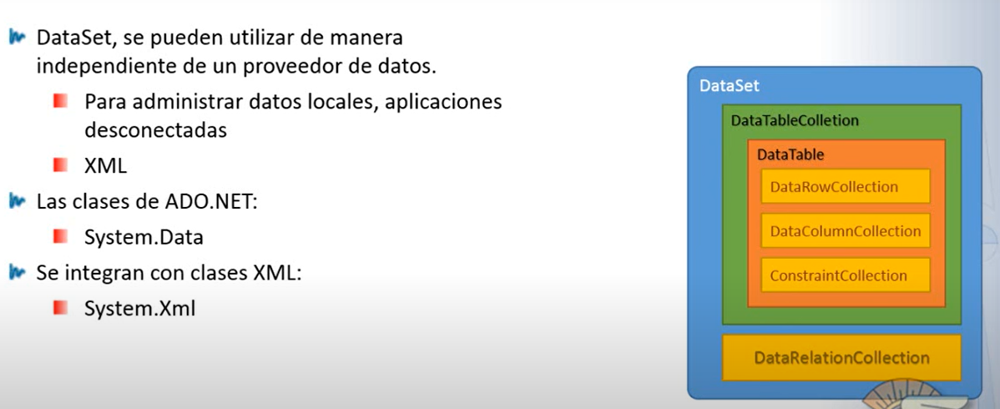 DataSet, se pueden utilizar de manera
independiente de un proveedor de datos.
Para administrar datos locales, aplicaciones
desconectadas
XML
Las clases de ADO.NET:
System.Data
Se integran con clases XML:
System.Xml
DataSet
DataTableColletion
DataTable
DataRowCollection
DataColumnCollection
ConstraintCollection
DataRelationCollection